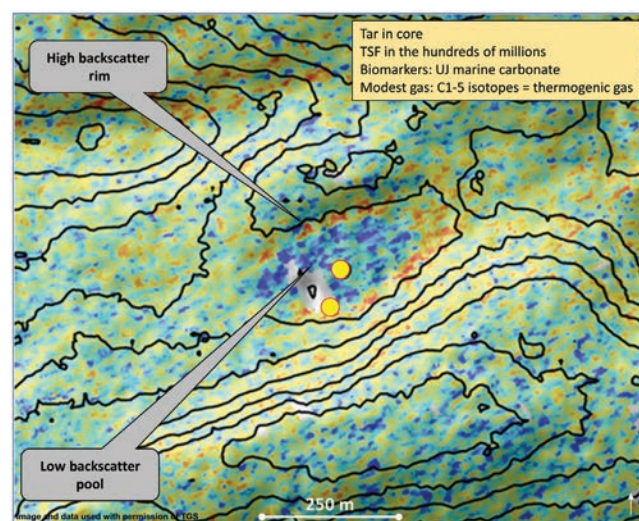 High backscatter
rim
Tar in core
TSF in the hundreds of millions
Biomarkers: UJ marine carbonate
Modest gas: C1-5 isotopes = thermogenic gas
Low backscatter
pool
250 m
Image and data used with permission of TGS